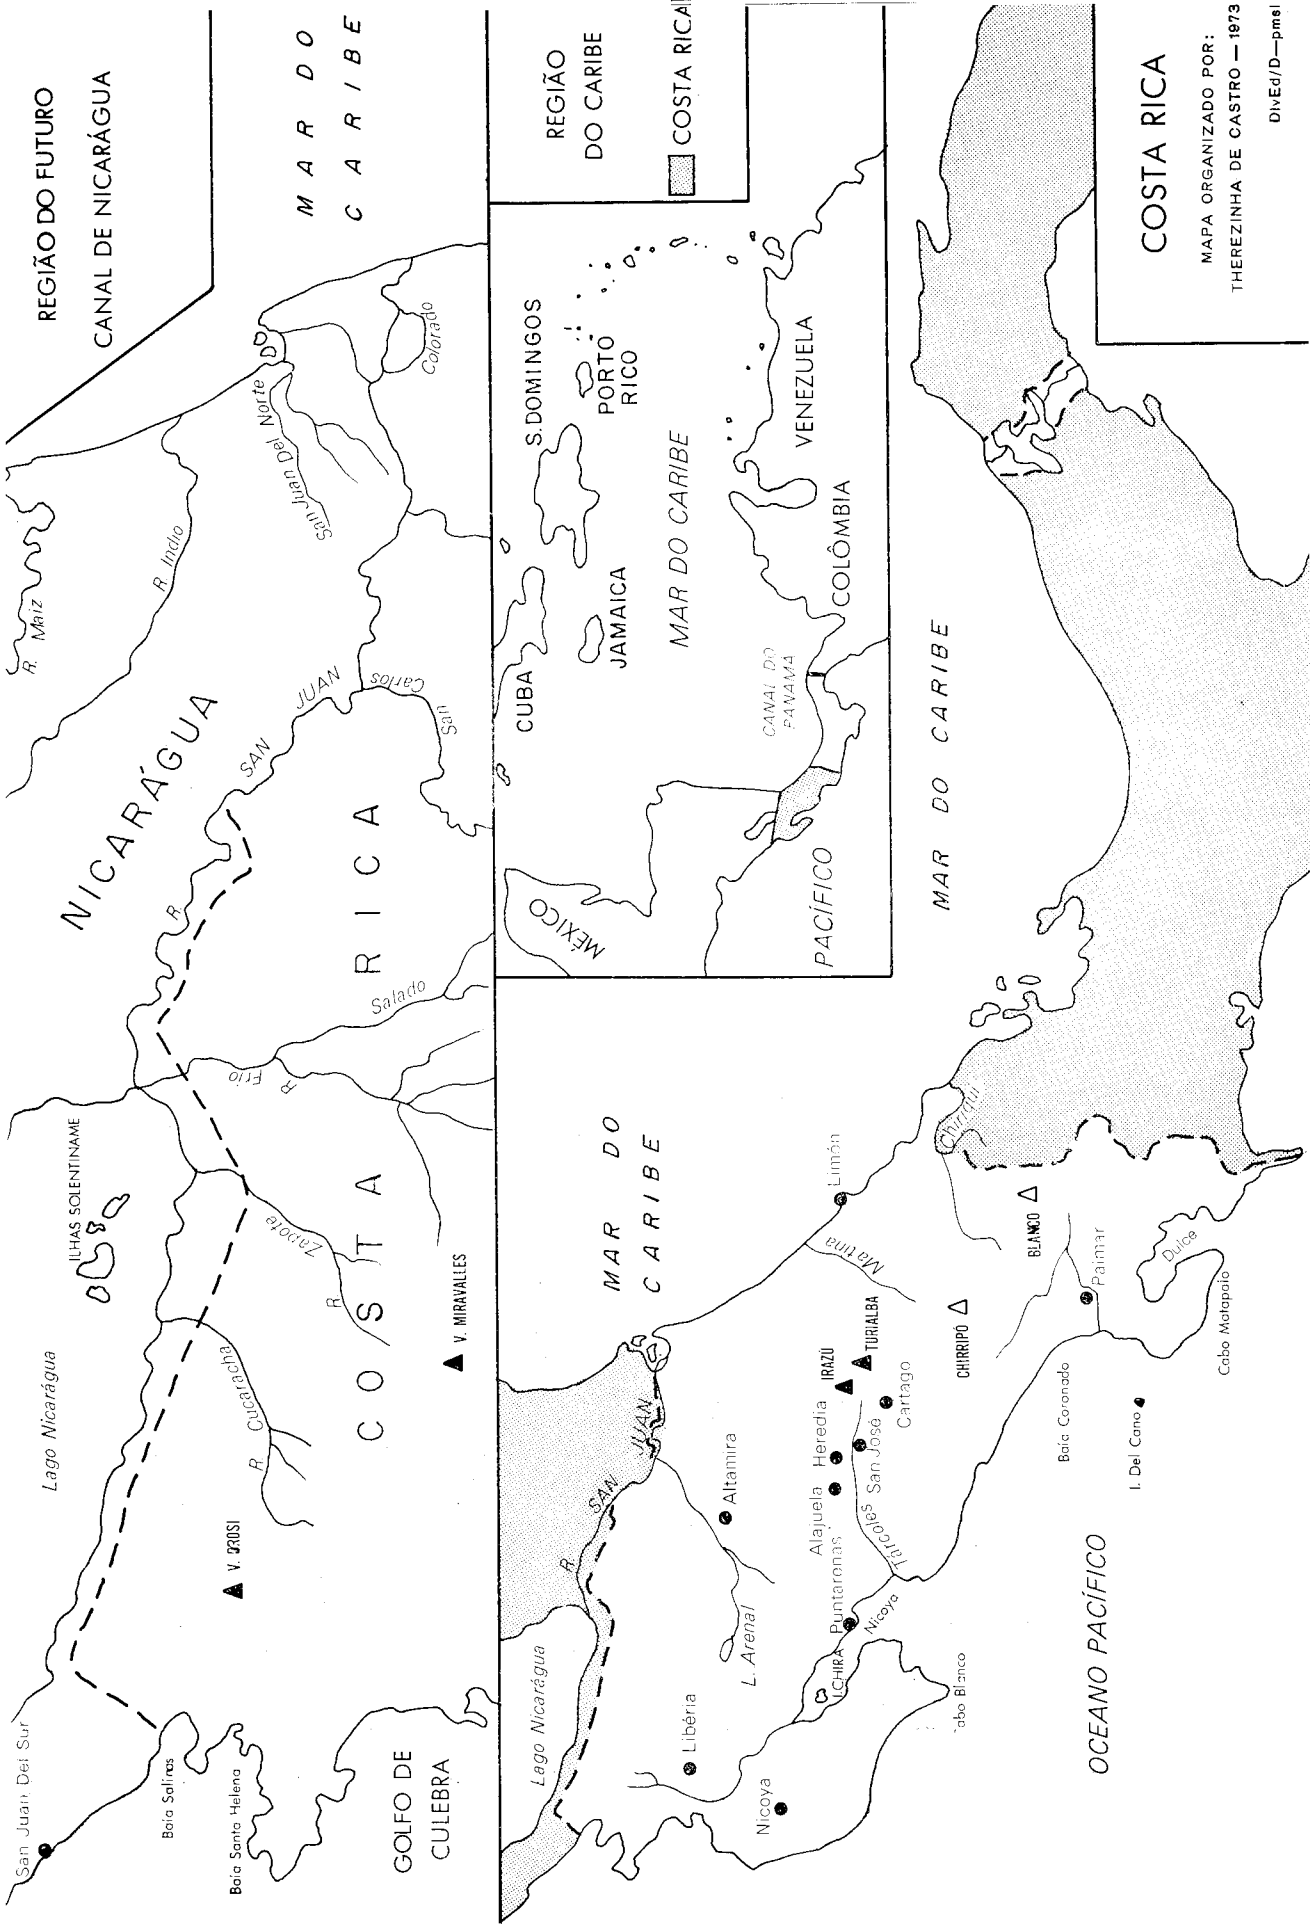 REGIÃO DO FUTURO
CANAL DE NICARÁGUA
MAR DO
CARIBE
San Juan Del Sur
Baía Salinas
Baía Santa Helena
GOLFO DE
CULEBRA
Lago Nicarágua
ILHAS SOLENTINAME
NICARÁGUA
R. Maiz
R. Indio
San Juan Del Norte
Colorado
R. SAN JUAN
San Carlos
R Frio
Salado
R Zapote
R Cucaracha
V. OROSI
V. MIRAVALLES
COSTA RICA
REGIÃO
DO CARIBE
COSTA RICA
MÉXICO
CUBA
JAMAICA
S.DOMINGOS
PORTO
RICO
MAR DO CARIBE
VENEZUELA
COLÔMBIA
CANAL DO
PANAMÁ
PACÍFICO
MAR DO
CARIBE
MAR DO CARIBE
Lago Nicarágua
R. SAN JUAN
Altamira
L. Arenal
Libéria
Nicoya
I.CHIRA
Puntarenas
Nicoya
Alajuela
Heredia
IRAZÚ
TURIALBA
San José
Cartago
Tárcoles
Matina
Limón
CHIRRIPÓ
BLANCO
Chiriqui
Palmar
Dulce
Cabo Matapalo
Baía Coronado
I. Del Cano
abo Blanco
OCEANO PACÍFICO
COSTA RICA
MAPA ORGANIZADO POR:
THEREZINHA DE CASTRO — 1973
DivEd/D—pmsl